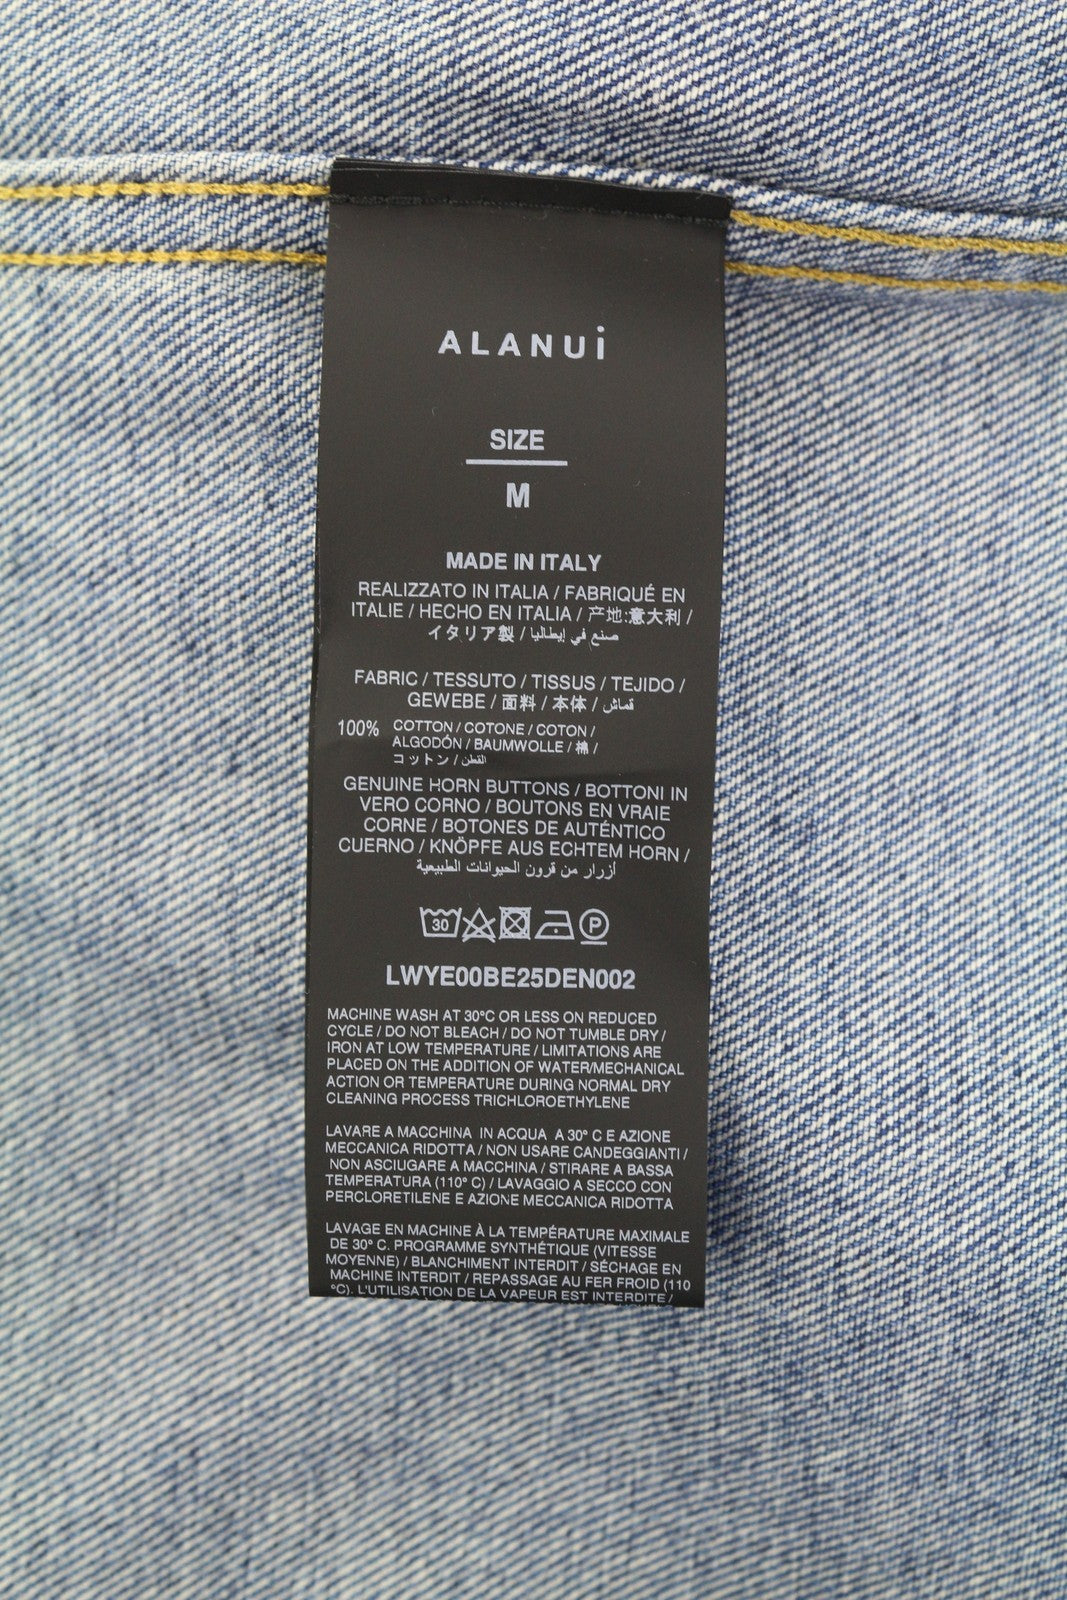 ALANUi
SIZE
M
MADE IN ITALY
REALIZZATO IN ITALIA / FABRIQUÉ EN
ITALIE / HECHO EN ITALIA / 产地:意大利 /
イタリア製 / صنع في إيطاليا
FABRIC / TESSUTO / TISSUS / TEJIDO /
GEWEBE / 面料 / 本体 / قماش
100% COTTON / COTONE / COTON /
ALGODÓN / BAUMWOLLE / 棉 /
コットン / القطن
GENUINE HORN BUTTONS / BOTTONI IN
VERO CORNO / BOUTONS EN VRAIE
CORNE / BOTONES DE AUTÉNTICO
CUERNO / KNÖPFE AUS ECHTEM HORN /
أزرار من قرون الحيوانات الطبيعية
30 P
LWYE00BE25DEN002
MACHINE WASH AT 30°C OR LESS ON REDUCED
CYCLE / DO NOT BLEACH / DO NOT TUMBLE DRY /
IRON AT LOW TEMPERATURE / LIMITATIONS ARE
PLACED ON THE ADDITION OF WATER/MECHANICAL
ACTION OR TEMPERATURE DURING NORMAL DRY
CLEANING PROCESS TRICHLOROETHYLENE
LAVARE A MACCHINA IN ACQUA A 30° C E AZIONE
MECCANICA RIDOTTA / NON USARE CANDEGGIANTI /
NON ASCIUGARE A MACCHINA / STIRARE A BASSA
TEMPERATURA (110° C) / LAVAGGIO A SECCO CON
PERCLORETILENE E AZIONE MECCANICA RIDOTTA
LAVAGE EN MACHINE À LA TEMPÉRATURE MAXIMALE
DE 30° C. PROGRAMME SYNTHÉTIQUE (VITESSE
MOYENNE) / BLANCHIMENT INTERDIT / SÉCHAGE EN
MACHINE INTERDIT / REPASSAGE AU FER FROID (110
°C). L'UTILISATION DE LA VAPEUR EST INTERDITE /